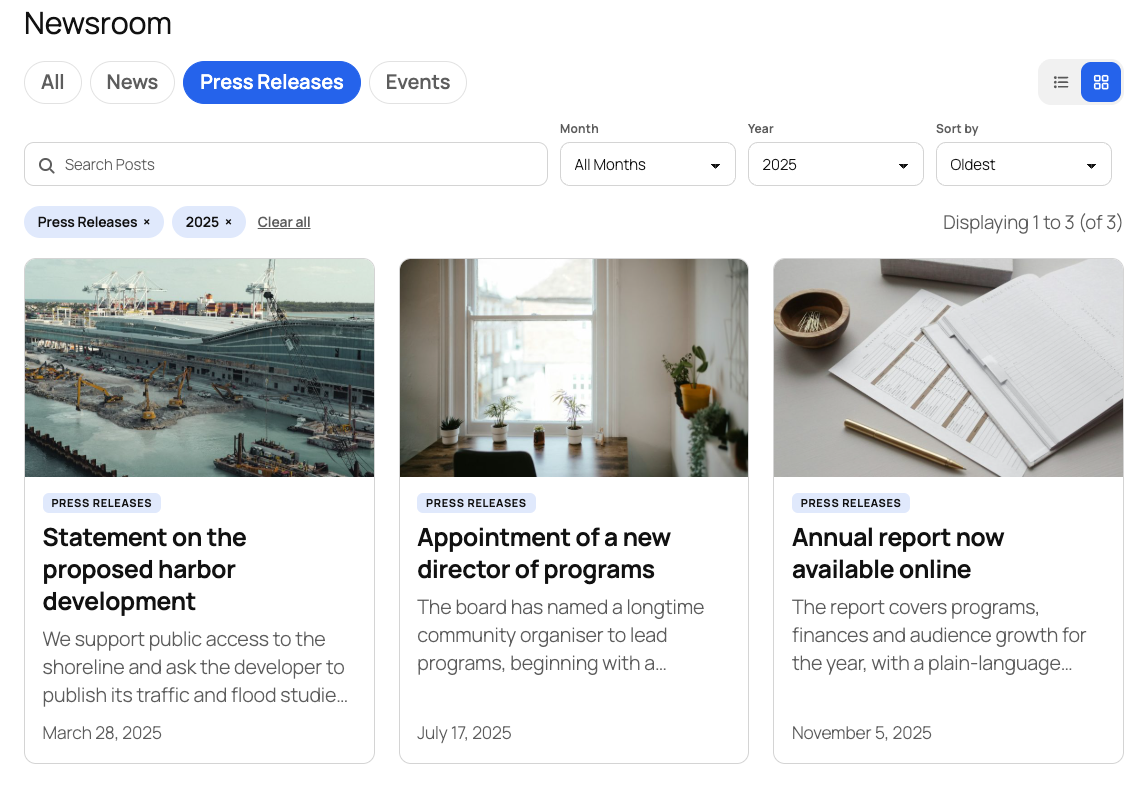 Newsroom
All
News
Press Releases
Events
Month
Year
Sort by
Search Posts
All Months
2025
Oldest
Press Releases ×
2025 ×
Clear all
Displaying 1 to 3 (of 3)
PRESS RELEASES
Statement on the
proposed harbor
development
We support public access to the
shoreline and ask the developer to
publish its traffic and flood studie...
March 28, 2025
PRESS RELEASES
Appointment of a new
director of programs
The board has named a longtime
community organiser to lead
programs, beginning with a...
July 17, 2025
PRESS RELEASES
Annual report now
available online
The report covers programs,
finances and audience growth for
the year, with a plain-language...
November 5, 2025